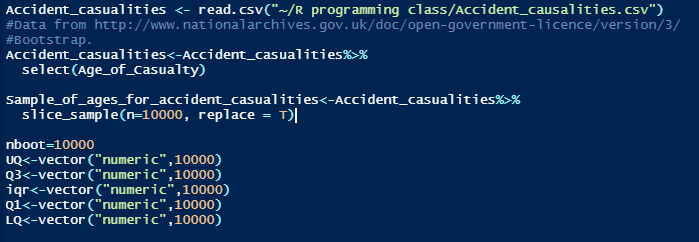 Accident_casualities <- read.csv("~/R programming class/Accident_causalities.csv")
#Data from http://www.nationalarchives.gov.uk/doc/open-government-licence/version/3/
#Bootstrap.
Accident_casualities<-Accident_casualities%>%
  select(Age_of_Casualty)

Sample_of_ages_for_accident_casualities<-Accident_casualities%>%
  slice_sample(n=10000, replace = T)

nboot=10000
UQ<-vector("numeric",10000)
Q3<-vector("numeric",10000)
iqr<-vector("numeric",10000)
Q1<-vector("numeric",10000)
LQ<-vector("numeric",10000)